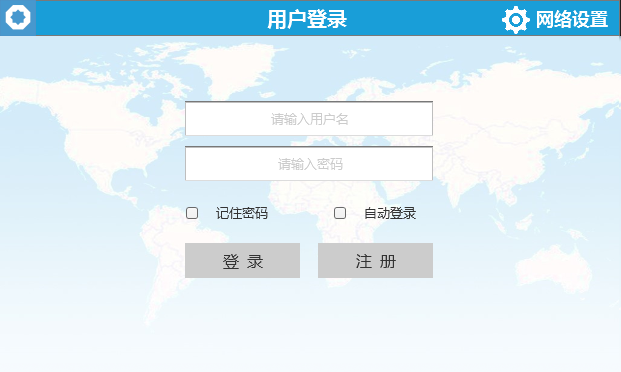 用户登录
网络设置
请输入用户名
请输入密码
记住密码
自动登录
登 录
注 册